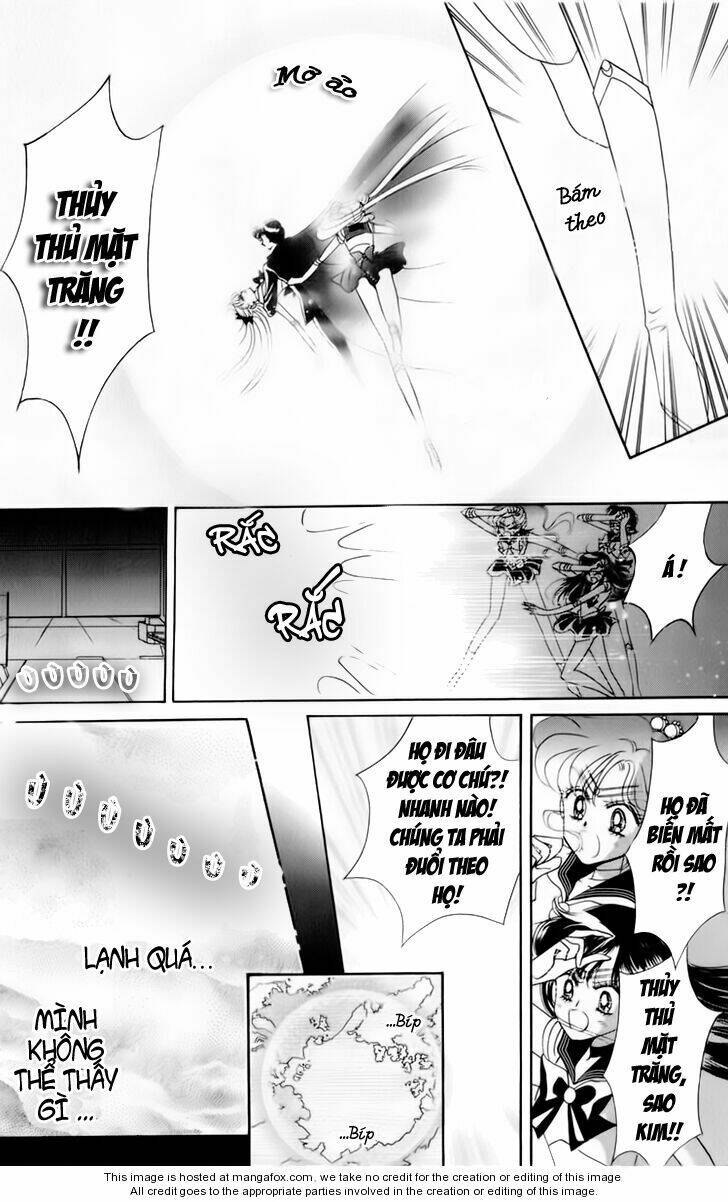 Bám
theo
Mờ ảo
THỦY
THỦ MẶT
TRĂNG
!!
Á!
RẮC
RẮC
Ù Ù Ù Ù Ù
HỌ ĐÃ
BIẾN MẤT
RỒI SAO
?!
THỦY
THỦ
MẶT
TRĂNG,
SAO
KIM!!
HỌ ĐI ĐÂU
ĐƯỢC CƠ CHỨ?!
NHANH NÀO!
CHÚNG TA PHẢI
ĐUỔI THEO
HỌ!
...Bíp
...Bíp
Ù Ù Ù Ù Ù Ù Ù
LẠNH QUÁ...
MÌNH
KHÔNG
THỂ THẤY
GÌ ...
This image is hosted at mangafox.com. we take no credit for the creation or editing of this image
All credit goes to the appropriate parties involved in the creation and editing of this image.